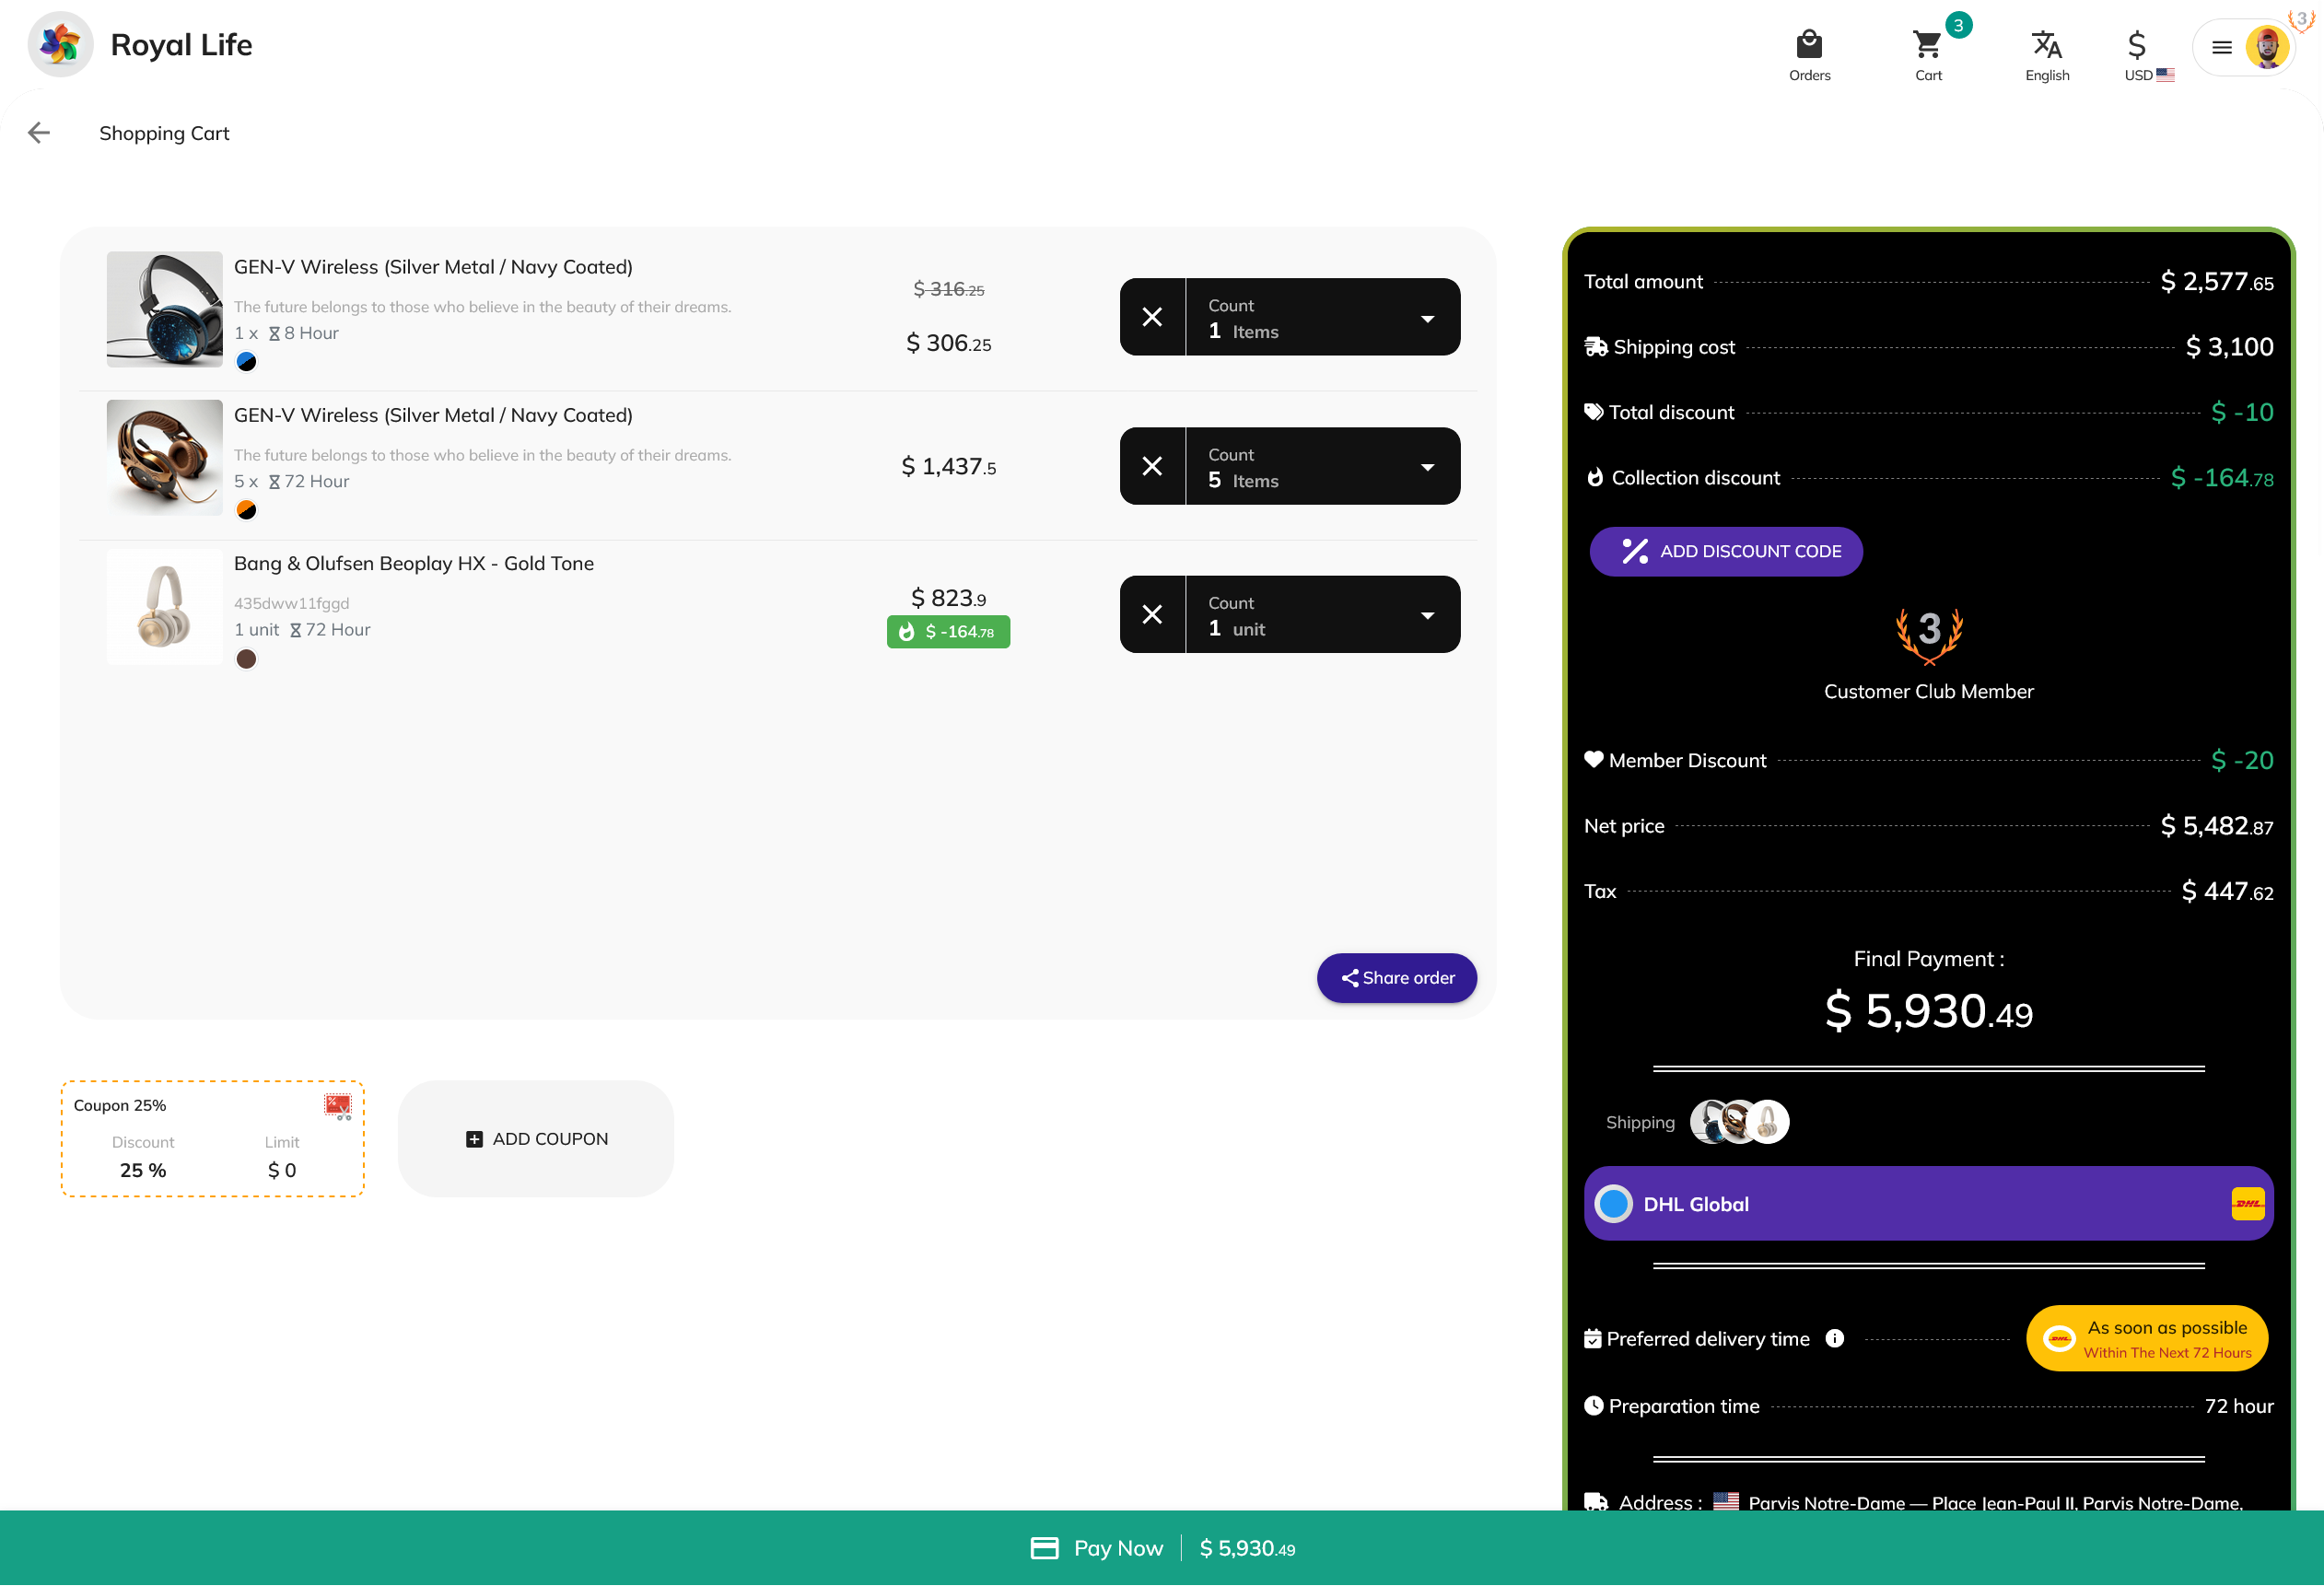 Royal Life
Orders
3
Cart
English
USD
3
Shopping Cart
GEN-V Wireless (Silver Metal / Navy Coated)
The future belongs to those who believe in the beauty of their dreams.
1 x 8 Hour
$ 316.25
$ 306.25
Count
1 Items
GEN-V Wireless (Silver Metal / Navy Coated)
The future belongs to those who believe in the beauty of their dreams.
5 x 72 Hour
$ 1,437.5
Count
5 Items
Bang & Olufsen Beoplay HX - Gold Tone
435dww11fggd
1 unit 72 Hour
$ 823.9
$ -164.78
Count
1 unit
Share order
Coupon 25%
Discount Limit
25 % $ 0
ADD COUPON
Total amount $ 2,577.65
Shipping cost $ 3,100
Total discount $ -10
Collection discount $ -164.78
ADD DISCOUNT CODE
3
Customer Club Member
Member Discount $ -20
Net price $ 5,482.87
Tax $ 447.62
Final Payment :
$ 5,930.49
Shipping
DHL Global
DHL
Preferred delivery time
DHL
As soon as possible
Within The Next 72 Hours
Preparation time 72 hour
Address : Parvis Notre-Dame — Place Jean-Paul II, Parvis Notre-Dame,
Pay Now $ 5,930.49